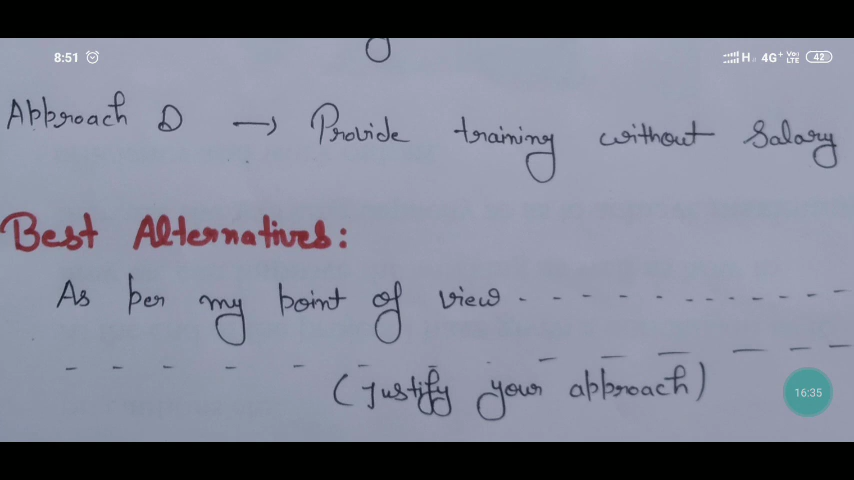 8:51
H 4G+ VoLTE 42
Approach D → Provide training without Salary
Best Alternatives:
As per my point of view - - - - - - - - - - - - -
- - - - - - - - - - - -
(Justify your approach)
16:35